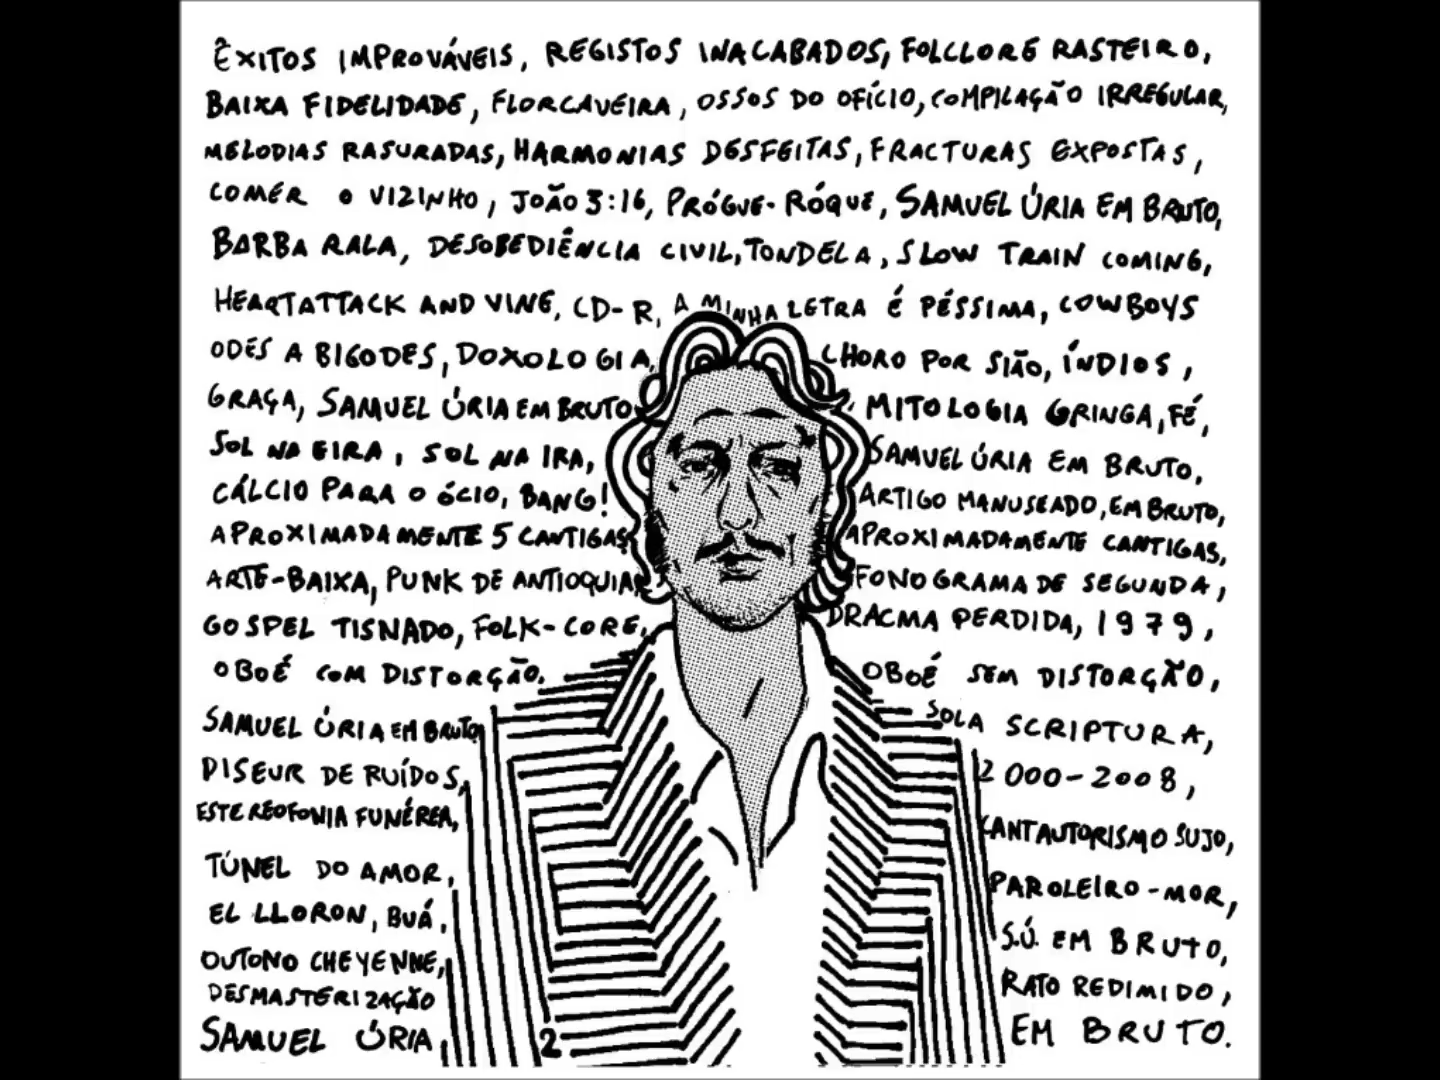 ÊXITOS IMPROVÁVEIS, REGISTOS INACABADOS, FOLCLORE RASTEIRO,
BAIXA FIDELIDADE, FLORCAVEIRA, OSSOS DO OFÍCIO, COMPILAÇÃO IRREGULAR,
MELODIAS RASURADAS, HARMONIAS DESFEITAS, FRACTURAS EXPOSTAS,
COMER O VIZINHO, JOÃO 3:16, PRÓGUE-RÓQUE, SAMUEL ÚRIA EM BRUTO,
BARBA RALA, DESOBEDIÊNCIA CIVIL, TONDELA, SLOW TRAIN COMING,
HEARTATTACK AND VINE, CD-R, A MINHA LETRA É PÉSSIMA, COWBOYS
ODES A BIGODES, DOXOLOGIA, CHORO POR SIÃO, ÍNDIOS,
GRAÇA, SAMUEL ÚRIA EM BRUTO MITOLOGIA GRINGA, FÉ,
SOL NA EIRA, SOL NA IRA, SAMUEL ÚRIA EM BRUTO,
CÁLCIO PARA O ÓCIO, BANG! ARTIGO MANUSEADO, EM BRUTO,
APROXIMADAMENTE 5 CANTIGAS APROXIMADAMENTE CANTIGAS,
ARTE-BAIXA, PUNK DE ANTIOQUIA, FONOGRAMA DE SEGUNDA,
GOSPEL TISNADO, FOLK-CORE, DRACMA PERDIDA, 1979,
OBOÉ COM DISTORÇÃO, OBOÉ SEM DISTORÇÃO,
SAMUEL ÚRIA EM BRUTO, SOLA SCRIPTURA,
DISEUR DE RUÍDOS, 2000-2008,
ESTEREOFONIA FUNÉREA, CANTAUTORISMO SUJO,
TÚNEL DO AMOR, PAROLEIRO-MOR,
EL LLORON, BUÁ, S.Ú. EM BRUTO,
OUTONO CHEYENNE, RATO REDIMIDO,
DESMASTERIZAÇÃO
SAMUEL ÚRIA, 2 EM BRUTO.